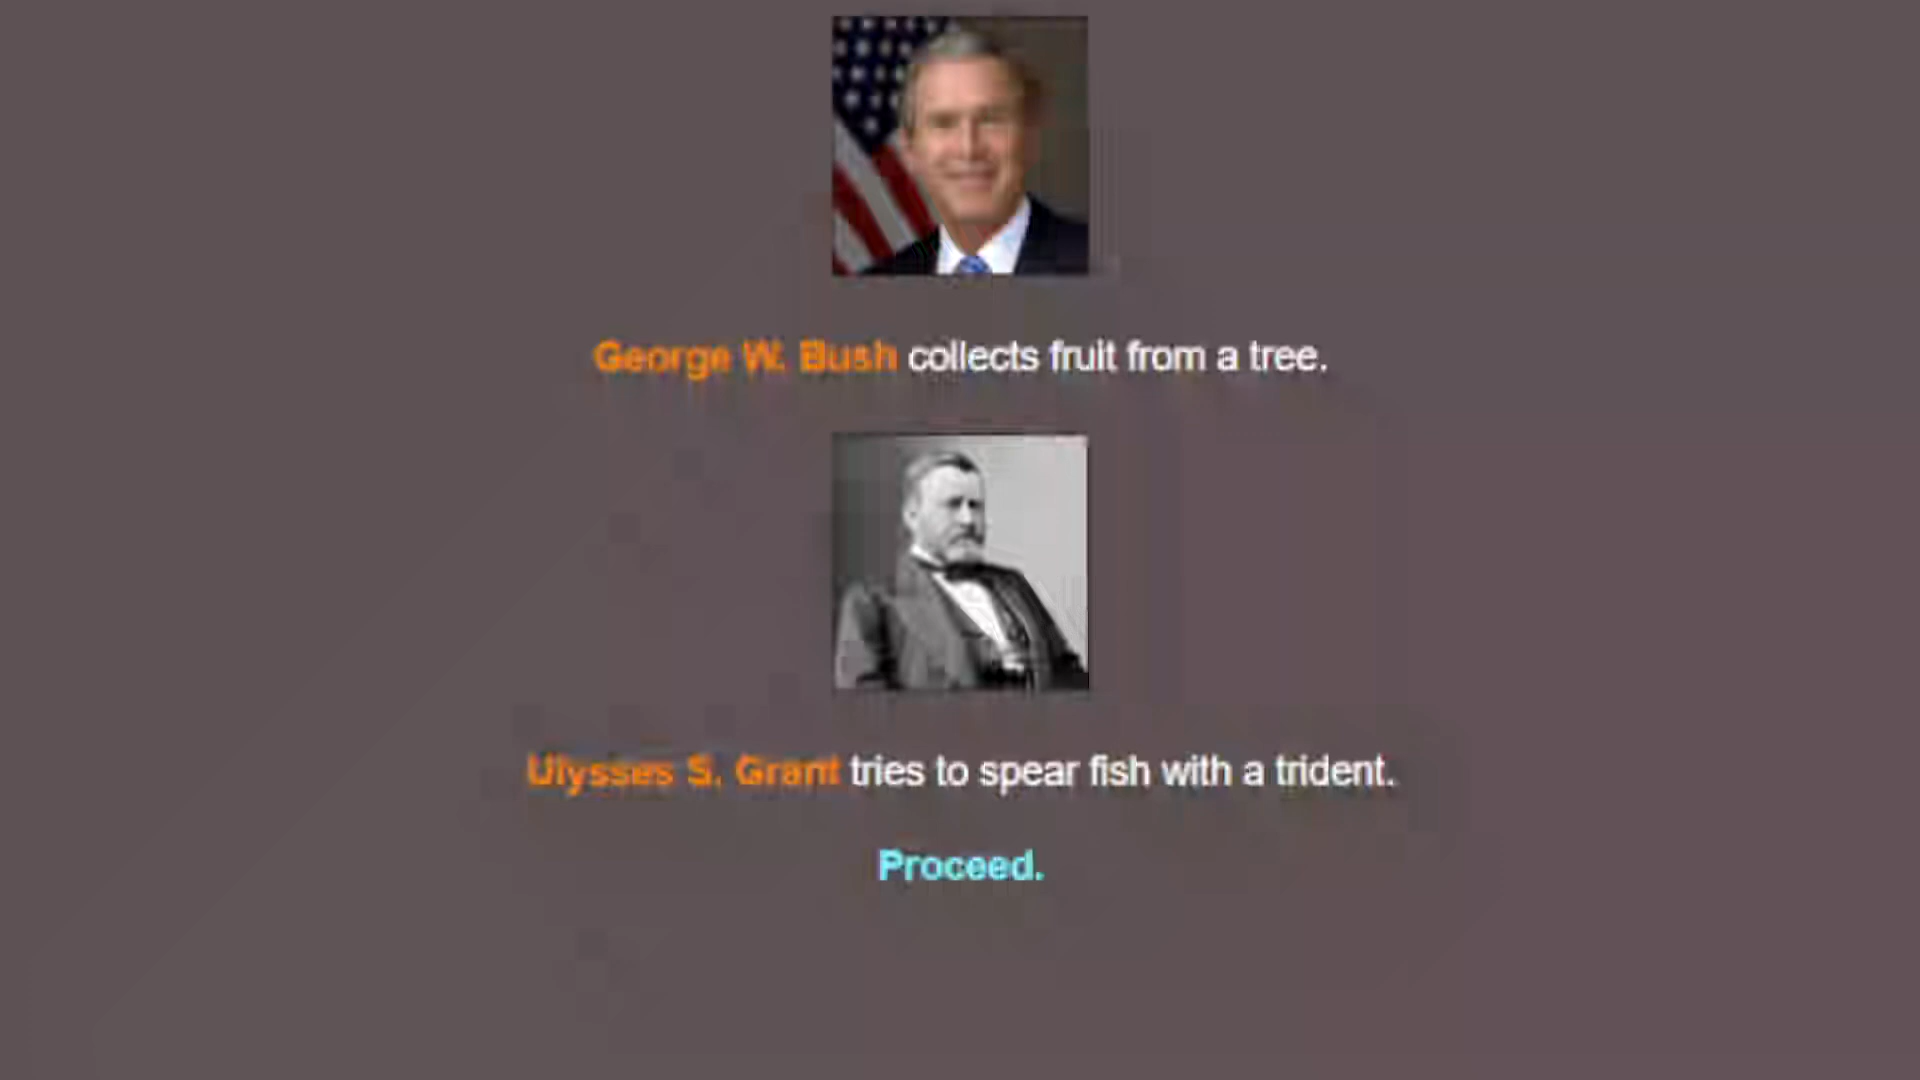 George W. Bush collects fruit from a tree.
Ulysses S. Grant tries to spear fish with a trident.
Proceed.